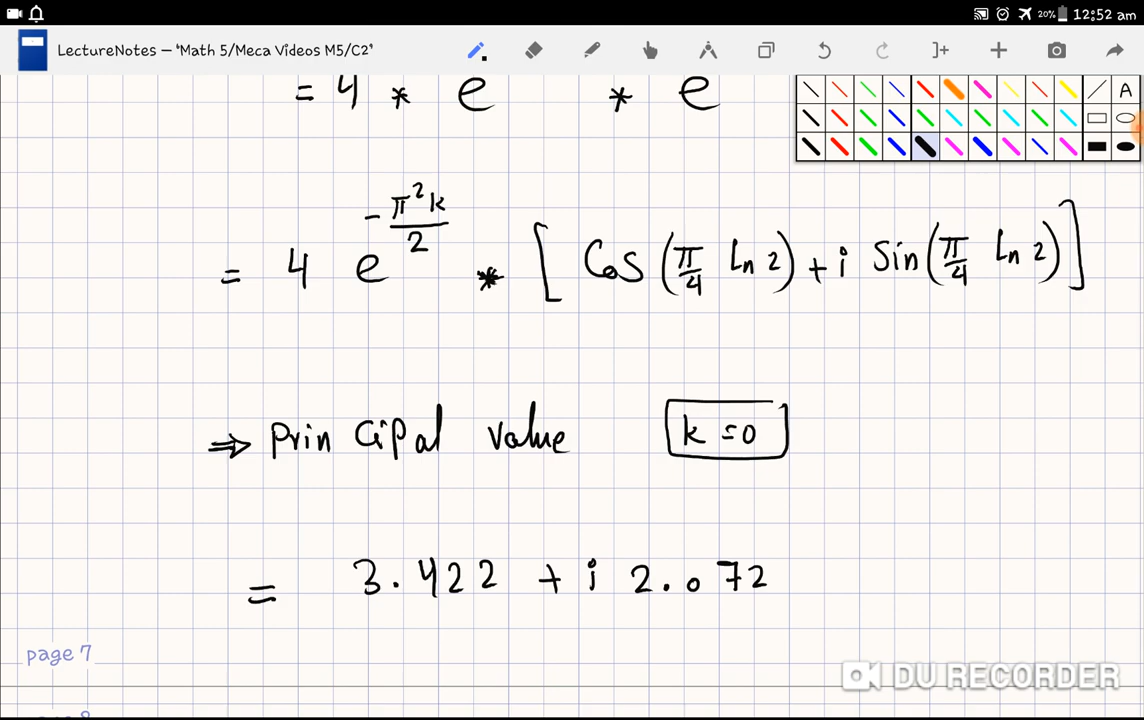 20% 12:52 am
LectureNotes – ‘Math 5/Meca Videos M5/C2’
A
= 4 * e * e
= 4 e^(-π²k/2) * [Cos(π/4 Ln 2) + i Sin(π/4 Ln 2)]
⇒ Prin Cipal value k = 0
= 3.422 + i 2.072
page 7
DU RECORDER